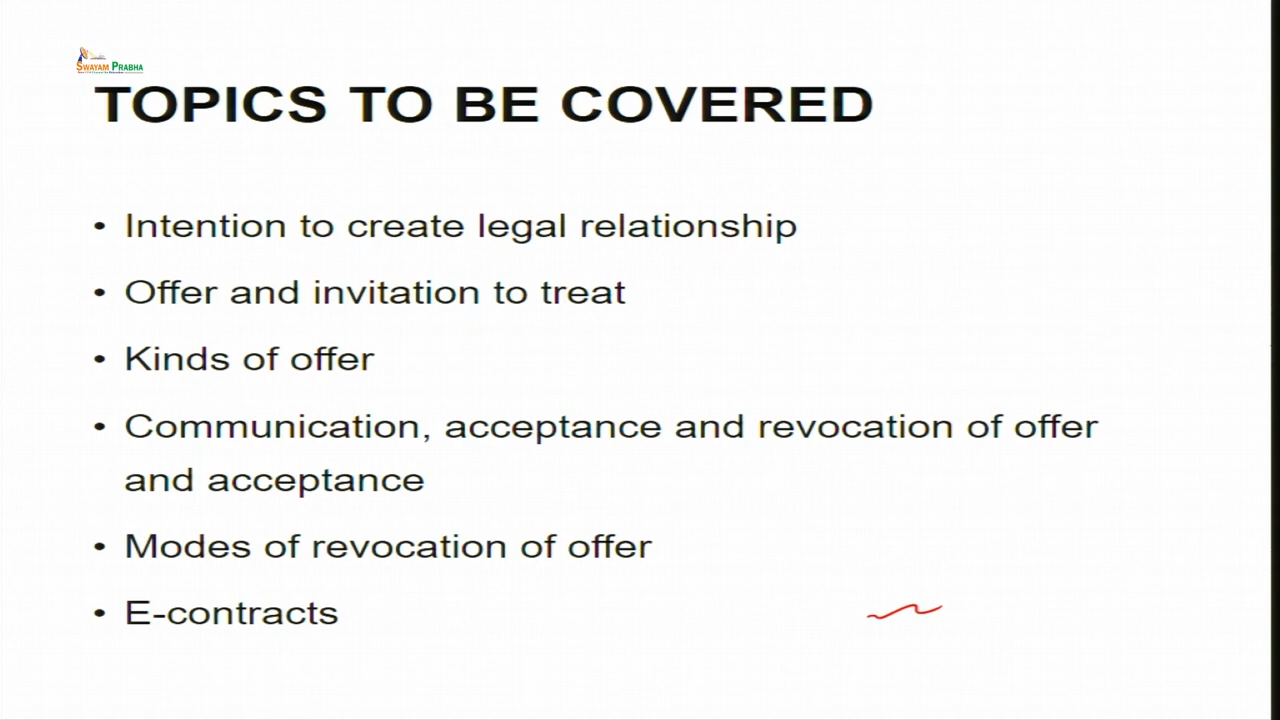 SWAYAM PRABHA
TOPICS TO BE COVERED
• Intention to create legal relationship
• Offer and invitation to treat
• Kinds of offer
• Communication, acceptance and revocation of offer
and acceptance
• Modes of revocation of offer
• E-contracts